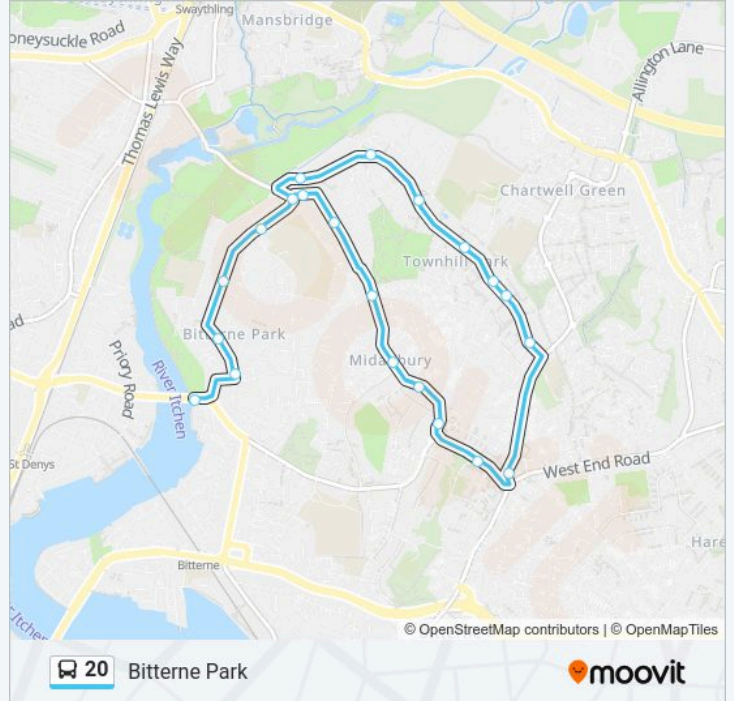 Swaythling
Mansbridge
oneysuckle Road
Thomas Lewis Way
Allington Lane
Chartwell Green
Townhill Park
Bitterne Park
Midanbury
ad
Priory Road
River Itchen
St Denys
West End Road
Hare
Bitterne
r Itchen
© OpenStreetMap contributors | © OpenMapTiles
20 Bitterne Park
moovit